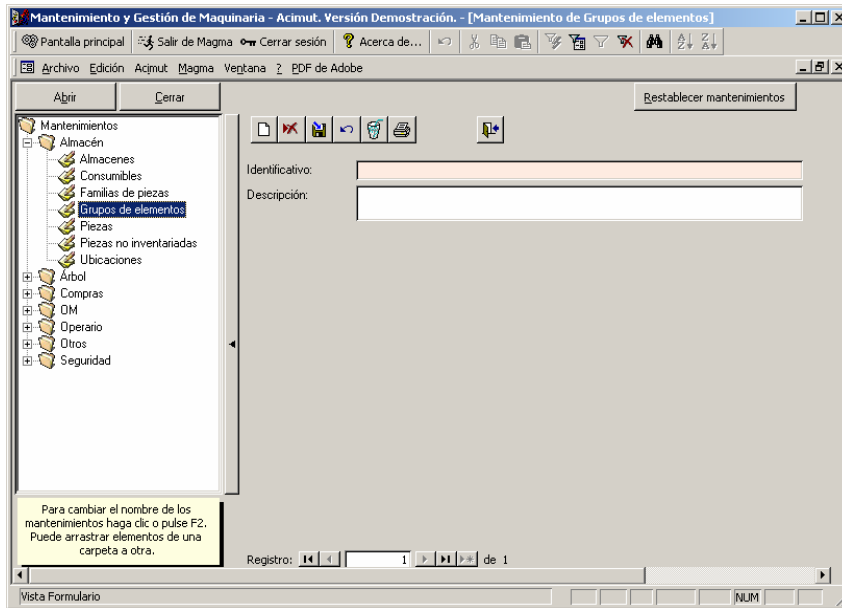 Mantenimiento y Gestión de Maquinaria - Acimut. Versión Demostración. - [Mantenimiento de Grupos de elementos]
Pantalla principal Salir de Magma Cerrar sesión Acerca de...
Archivo Edición Acimut Magma Ventana ? PDF de Adobe
Abrir Cerrar Restablecer mantenimientos
Mantenimientos
Almacén
Almacenes
Consumibles
Familias de piezas
Grupos de elementos
Piezas
Piezas no inventariadas
Ubicaciones
Árbol
Compras
OM
Operario
Otros
Seguridad
Identificativo:
Descripción:
Para cambiar el nombre de los
mantenimientos haga clic o pulse F2.
Puede arrastrar elementos de una
carpeta a otra.
Registro: 1 de 1
Vista Formulario NUM